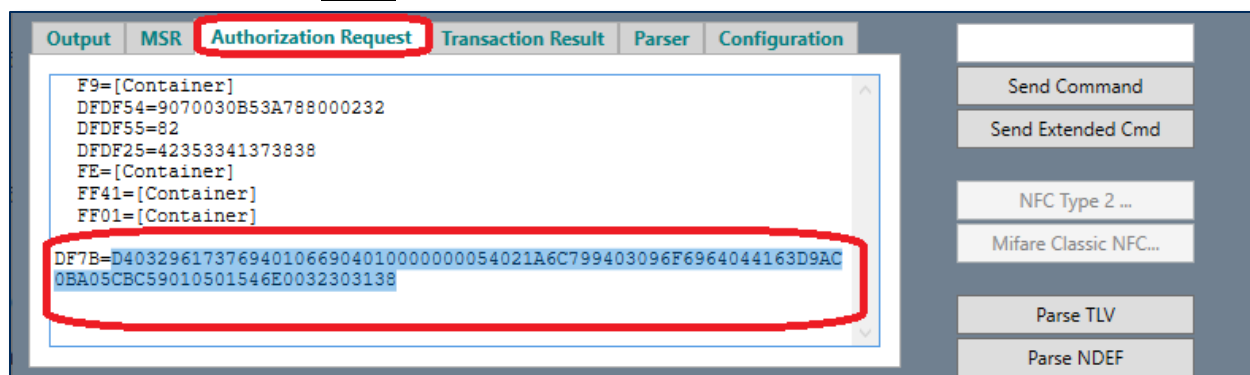 Output MSR Authorization Request Transaction Result Parser Configuration
F9=[Container]
DFDF54=9070030B53A788000232
DFDF55=82
DFDF25=42353341373838
FE=[Container]
FF41=[Container]
FF01=[Container]
DF7B=D403296173769401066904010000000054021A6C799403096F6964044163D9AC
0BA05CBC59010501546E0032303138
Send Command
Send Extended Cmd
NFC Type 2 ...
Mifare Classic NFC...
Parse TLV
Parse NDEF